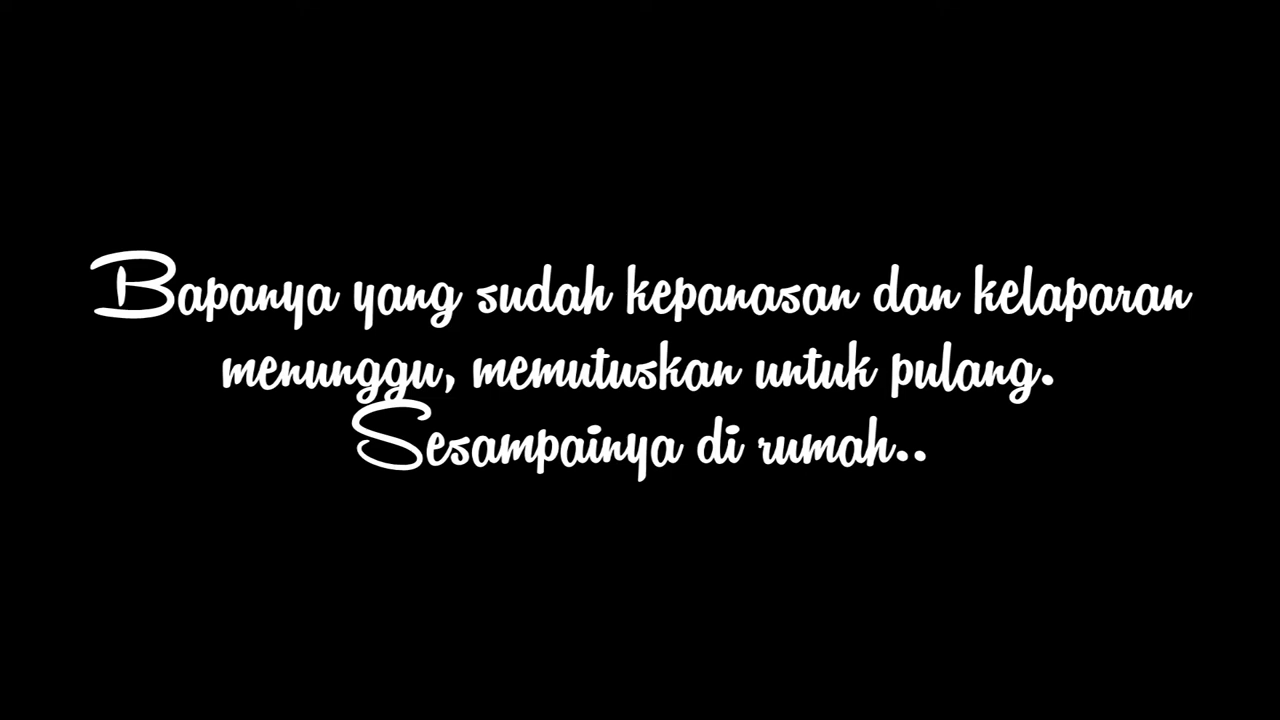 Bapanya yang sudah kepanasan dan kelaparan
menunggu, memutuskan untuk pulang.
Sesampainya di rumah..